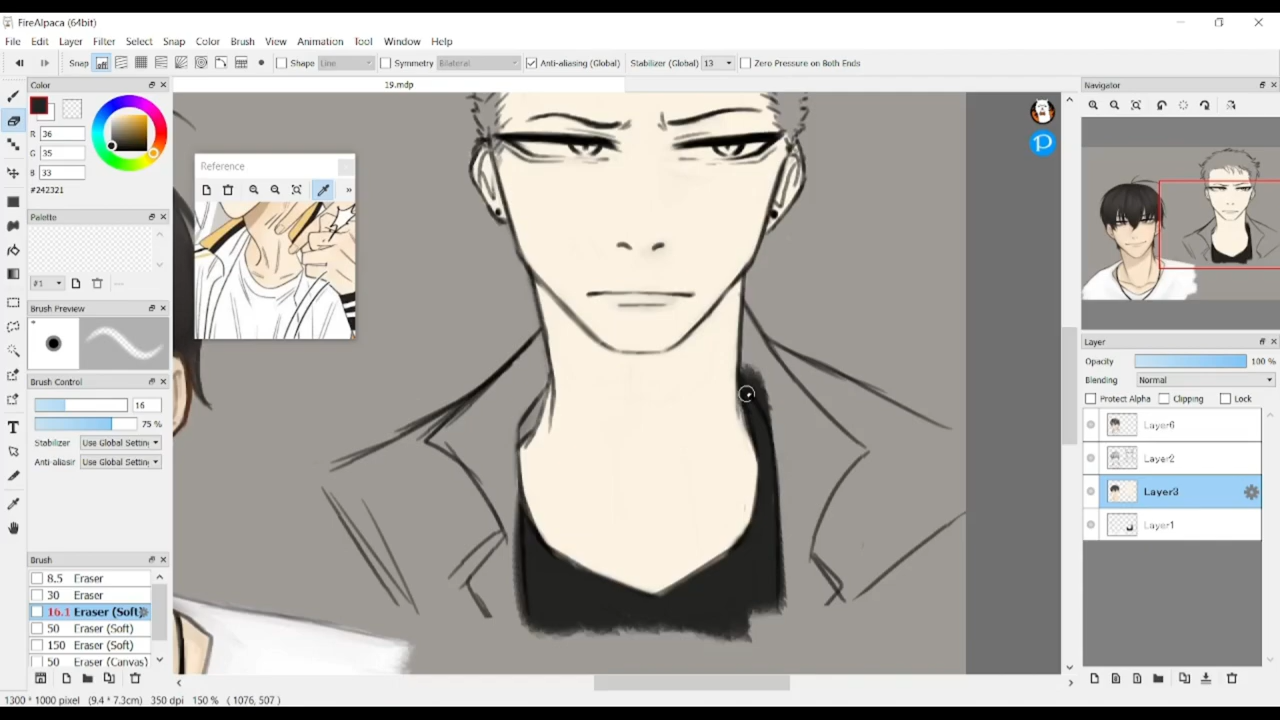 FireAlpaca (64bit)
File Edit Layer Filter Select Snap Color Brush View Animation Tool Window Help
Snap off Shape Line Symmetry Bilateral Anti-aliasing (Global) Stabilizer (Global) 13 Zero Pressure on Both Ends
19.mdp
Color
R 36
G 35
B 33
#242321
Palette
#1
Brush Preview
Brush Control
16
75 %
Stabilizer Use Global Settin
Anti-aliasir Use Global Settin
Brush
8.5 Eraser
30 Eraser
16.1 Eraser (Soft)
50 Eraser (Soft)
150 Eraser (Soft)
50 Eraser (Canvas)
Reference
»
P
Navigator
Layer
Opacity 100 %
Blending Normal
Protect Alpha Clipping Lock
Layer6
Layer2
Layer3
Layer1
1300 * 1000 pixel (9.4 * 7.3cm) 350 dpi 150 % ( 1076, 507 )